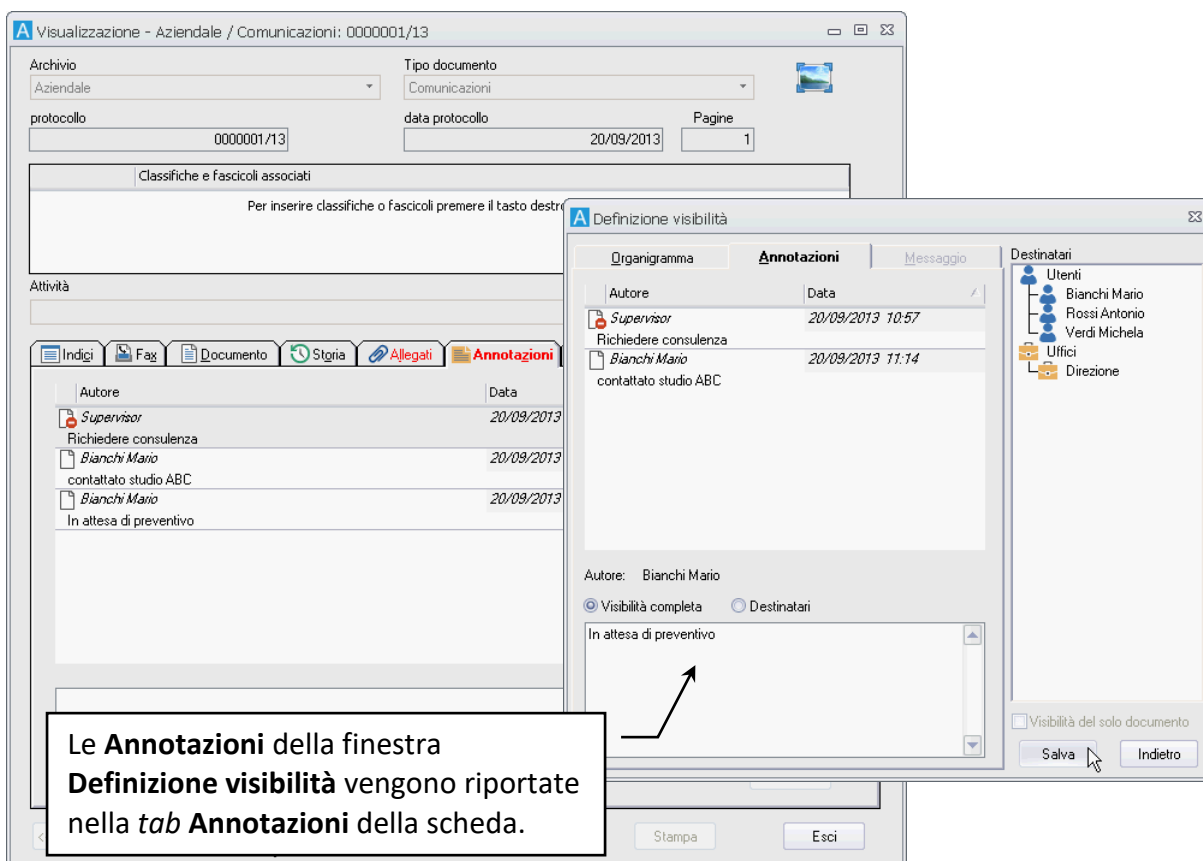 Visualizzazione - Aziendale / Comunicazioni: 0000001/13
Archivio
Tipo documento
Aziendale
Comunicazioni
protocollo
data protocollo
Pagine
0000001/13
20/09/2013
1
Classifiche e fascicoli associati
Per inserire classifiche o fascicoli premere il tasto destro
Attività
Indici
Fax
Documento
Storia
Allegati
Annotazioni
Autore
Data
Supervisor
20/09/2013
Richiedere consulenza
Bianchi Mario
20/09/2013
contattato studio ABC
Bianchi Mario
20/09/2013
In attesa di preventivo
Stampa
Esci
Definizione visibilità
Organigramma
Annotazioni
Messaggio
Autore
Data
Supervisor
20/09/2013 10:57
Richiedere consulenza
Bianchi Mario
20/09/2013 11:14
contattato studio ABC
Autore: Bianchi Mario
Visibilità completa
Destinatari
In attesa di preventivo
Destinatari
Utenti
Bianchi Mario
Rossi Antonio
Verdi Michela
Uffici
Direzione
Visibilità del solo documento
Salva
Indietro
Le Annotazioni della finestra
Definizione visibilità vengono riportate
nella tab Annotazioni della scheda.